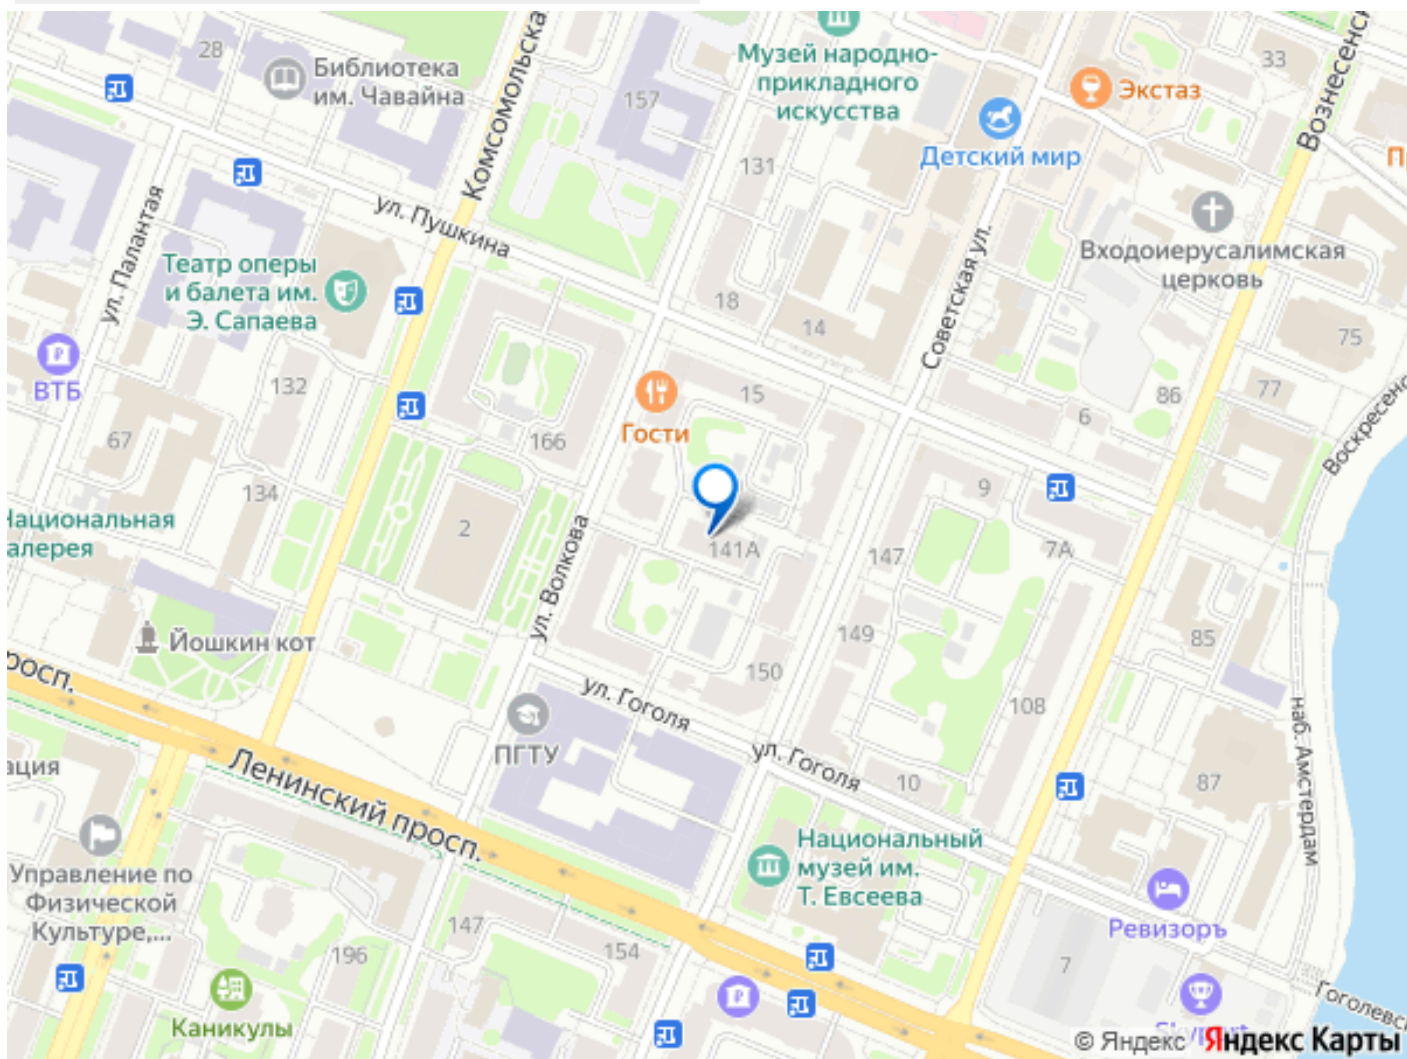 28
Библиотека
им. Чавайна
Комсомольска
157
Музей народно-
прикладного
искусства
Экстаз
33
Вознесенск
Детский мир
131
ул. Палантая
ул. Пушкина
Театр оперы
и балета им.
Э. Сапаева
18
14
Советская ул.
Входоиерусалимская
церковь
75
ВТБ
132
15
Гости
77
86
6
Воскресенс
67
166
134
2
9
Национальная
алерея
ул. Волкова
141А
147
7А
Йошкин кот
149
85
просп.
150
ул. Гоголя
108
наб. Амстердам
ПГТУ
ул. Гоголя
ация
Ленинский просп.
10
87
Управление по
Физической
Культуре,...
Национальный
музей им.
Т. Евсеева
Ревизоръ
147
154
196
7
Каникулы
Гоголевск
Skyport
© Яндекс Яндекс Карты